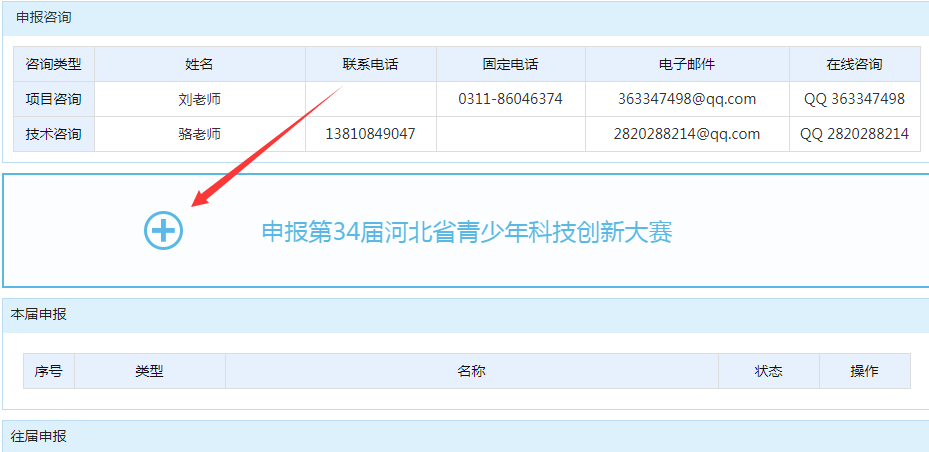 申报咨询
咨询类型 姓名 联系电话 固定电话 电子邮件 在线咨询
项目咨询 刘老师 0311-86046374 363347498@qq.com QQ 363347498
技术咨询 骆老师 13810849047 2820288214@qq.com QQ 2820288214
申报第34届河北省青少年科技创新大赛
本届申报
序号 类型 名称 状态 操作
往届申报